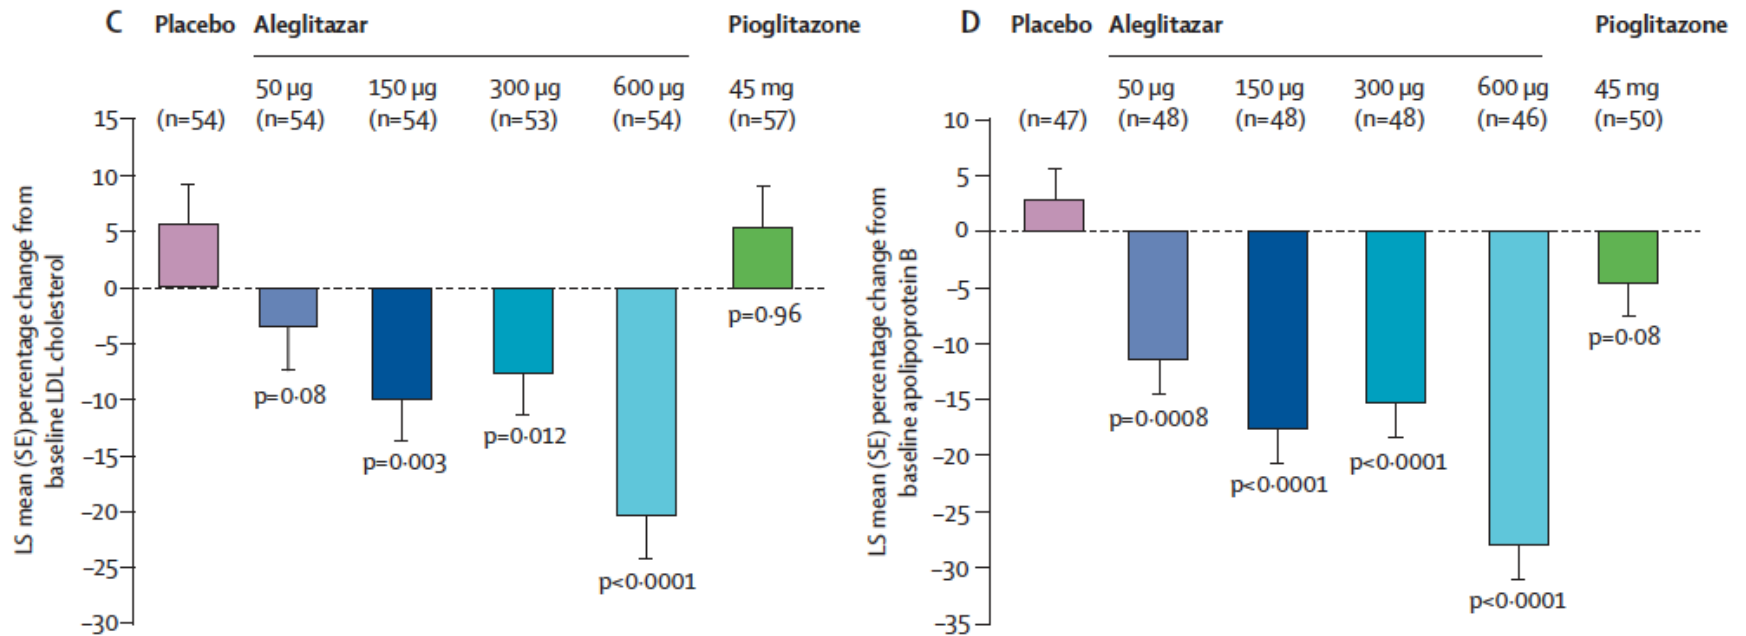 C Placebo Aleglitazar Pioglitazone
50 µg 150 µg 300 µg 600 µg 45 mg
(n=54) (n=54) (n=54) (n=53) (n=54) (n=57)
LS mean (SE) percentage change from
baseline LDL cholesterol
15
10
5
0
–5
–10
–15
–20
–25
–30
p=0·08
p=0·003
p=0·012
p<0·0001
p=0·96
D Placebo Aleglitazar Pioglitazone
50 µg 150 µg 300 µg 600 µg 45 mg
(n=47) (n=48) (n=48) (n=48) (n=46) (n=50)
LS mean (SE) percentage change from
baseline apolipoprotein B
10
5
0
–5
–10
–15
–20
–25
–30
–35
p=0·0008
p<0·0001
p<0·0001
p<0·0001
p=0·08